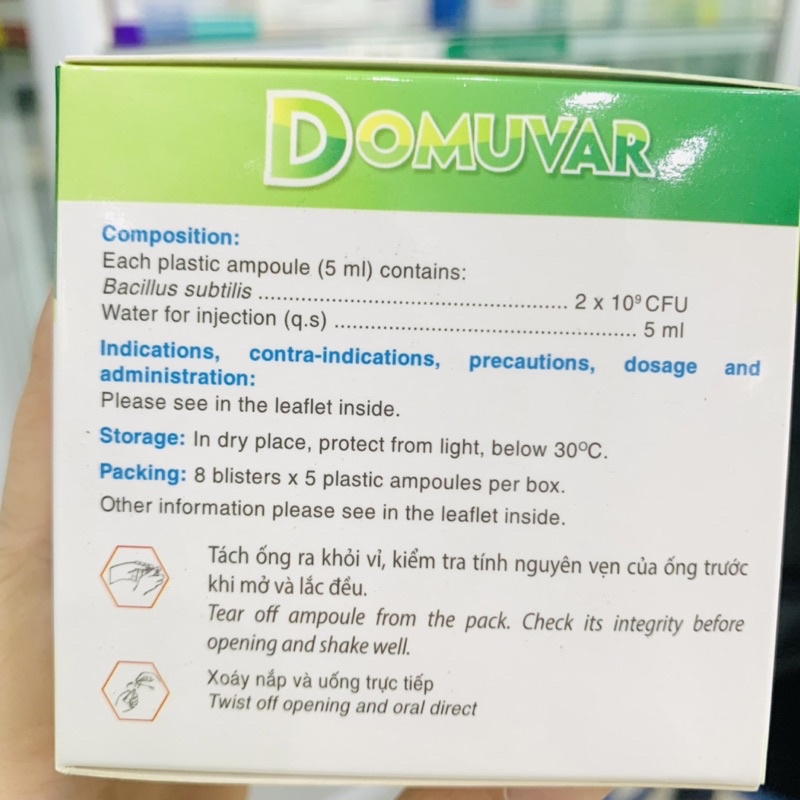 DOMUVAR
Composition:
Each plastic ampoule (5 ml) contains:
Bacillus subtilis ................................................................ 2 x 10⁹ CFU
Water for injection (q.s) .................................................. 5 ml
Indications, contra-indications, precautions, dosage and
administration:
Please see in the leaflet inside.
Storage: In dry place, protect from light, below 30ºC.
Packing: 8 blisters x 5 plastic ampoules per box.
Other information please see in the leaflet inside.
Tách ống ra khỏi vỉ, kiểm tra tính nguyên vẹn của ống trước
khi mở và lắc đều.
Tear off ampoule from the pack. Check its integrity before
opening and shake well.
Xoáy nắp và uống trực tiếp
Twist off opening and oral direct